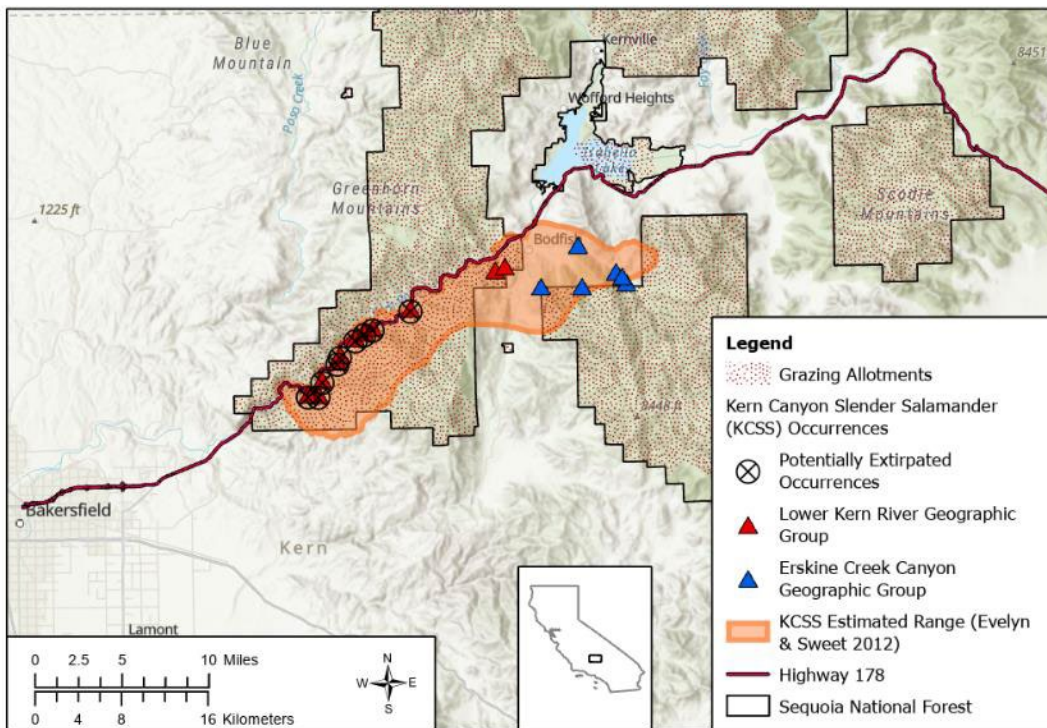 Kernville
Blue
Mountain
8451
Poso Creek
Wofford Heights
Isabella
Lake
Greenhorn
Mountains
1225 ft
Scodie
Mountains
Bodfish
9448 ft
Bakersfield
Kern
Lamont
0 2.5 5 10 Miles
0 4 8 16 Kilometers
N
W E
S
Legend
Grazing Allotments
Kern Canyon Slender Salamander
(KCSS) Occurrences
Potentially Extirpated
Occurrences
Lower Kern River Geographic
Group
Erskine Creek Canyon
Geographic Group
KCSS Estimated Range (Evelyn
& Sweet 2012)
Highway 178
Sequoia National Forest